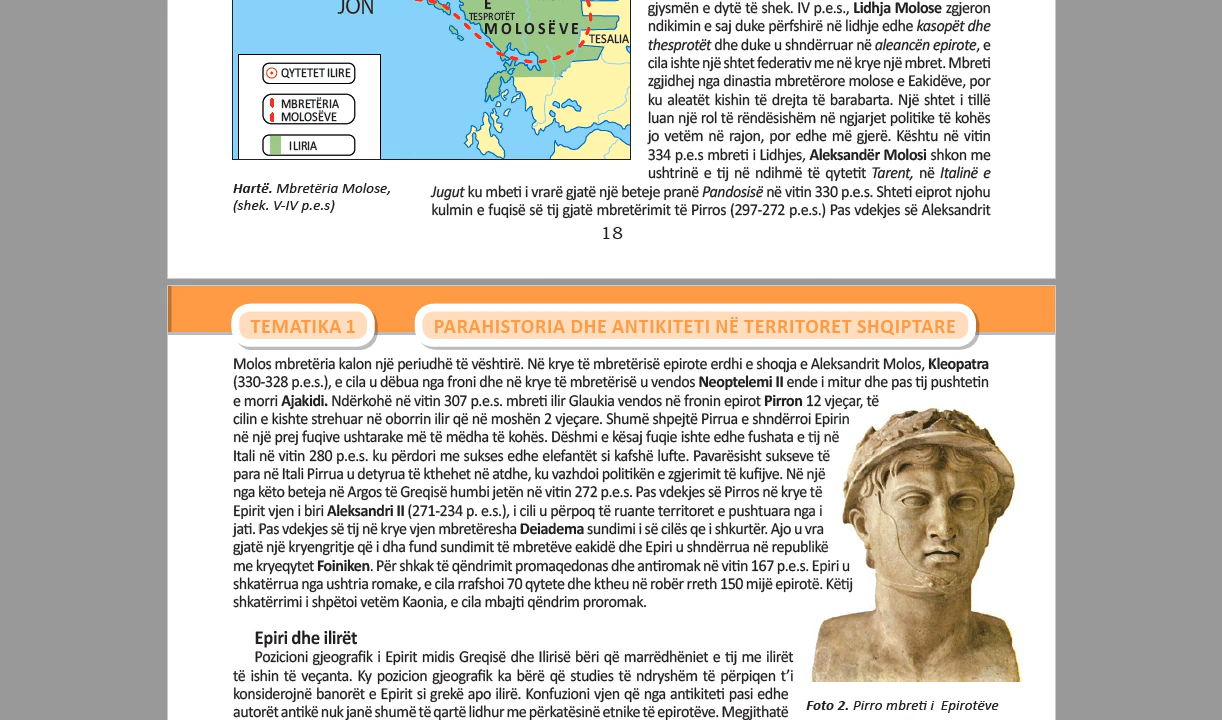 JON
E
TESPROTËT
MOLOSËVE
TESALIA
QYTETET ILIRE
MBRETËRIA
MOLOSËVE
ILIRIA
Hartë. Mbretëria Molose,
(shek. V-IV p.e.s)
gjysmën e dytë të shek. IV p.e.s., Lidhja Molose zgjeron
ndikimin e saj duke përfshirë në lidhje edhe kasopët dhe
thesprotët dhe duke u shndërruar në aleancën epirote, e
cila ishte një shtet federativ me në krye një mbret. Mbreti
zgjidhej nga dinastia mbretërore molose e Eakidëve, por
ku aleatët kishin të drejta të barabarta. Një shtet i tillë
luan një rol të rëndësishëm në ngjarjet politike të kohës
jo vetëm në rajon, por edhe më gjerë. Kështu në vitin
334 p.e.s mbreti i Lidhjes, Aleksandër Molosi shkon me
ushtrinë e tij në ndihmë të qytetit Tarent, në Italinë e
Jugut ku mbeti i vrarë gjatë një beteje pranë Pandosisë në vitin 330 p.e.s. Shteti eiprot njohu
kulmin e fuqisë së tij gjatë mbretërimit të Pirros (297-272 p.e.s.) Pas vdekjes së Aleksandrit
18
TEMATIKA 1
PARAHISTORIA DHE ANTIKITETI NË TERRITORET SHQIPTARE
Molos mbretëria kalon një periudhë të vështirë. Në krye të mbretërisë epirote erdhi e shoqja e Aleksandrit Molos, Kleopatra
(330-328 p.e.s.), e cila u dëbua nga froni dhe në krye të mbretërisë u vendos Neoptelemi II ende i mitur dhe pas tij pushtetin
e morri Ajakidi. Ndërkohë në vitin 307 p.e.s. mbreti ilir Glaukia vendos në fronin epirot Pirron 12 vjeçar, të
cilin e kishte strehuar në oborrin ilir që në moshën 2 vjeçare. Shumë shpejtë Pirrua e shndërroi Epirin
në një prej fuqive ushtarake më të mëdha të kohës. Dëshmi e kësaj fuqie ishte edhe fushata e tij në
Itali në vitin 280 p.e.s. ku përdori me sukses edhe elefantët si kafshë lufte. Pavarësisht sukseve të
para në Itali Pirrua u detyrua të kthehet në atdhe, ku vazhdoi politikën e zgjerimit të kufijve. Në një
nga këto beteja në Argos të Greqisë humbi jetën në vitin 272 p.e.s. Pas vdekjes së Pirros në krye të
Epirit vjen i biri Aleksandri II (271-234 p. e.s.), i cili u përpoq të ruante territoret e pushtuara nga i
jati. Pas vdekjes së tij në krye vjen mbretëresha Deiadema sundimi i së cilës qe i shkurtër. Ajo u vra
gjatë një kryengritje që i dha fund sundimit të mbretëve eakidë dhe Epiri u shndërrua në republikë
me kryeqytet Foiniken. Për shkak të qëndrimit promaqedonas dhe antiromak në vitin 167 p.e.s. Epiri u
shkatërrua nga ushtria romake, e cila rrafshoi 70 qytete dhe ktheu në robër rreth 150 mijë epirotë. Këtij
shkatërrimi i shpëtoi vetëm Kaonia, e cila mbajti qëndrim proromak.
Epiri dhe ilirët
Pozicioni gjeografik i Epirit midis Greqisë dhe Ilirisë bëri që marrëdhëniet e tij me ilirët
të ishin të veçanta. Ky pozicion gjeografik ka bërë që studies të ndryshëm të përpiqen t'i
konsiderojnë banorët e Epirit si grekë apo ilirë. Konfuzioni vjen që nga antikiteti pasi edhe
autorët antikë nuk janë shumë të qartë lidhur me përkatësinë etnike të epirotëve. Megjithatë
Foto 2. Pirro mbreti i Epirotëve